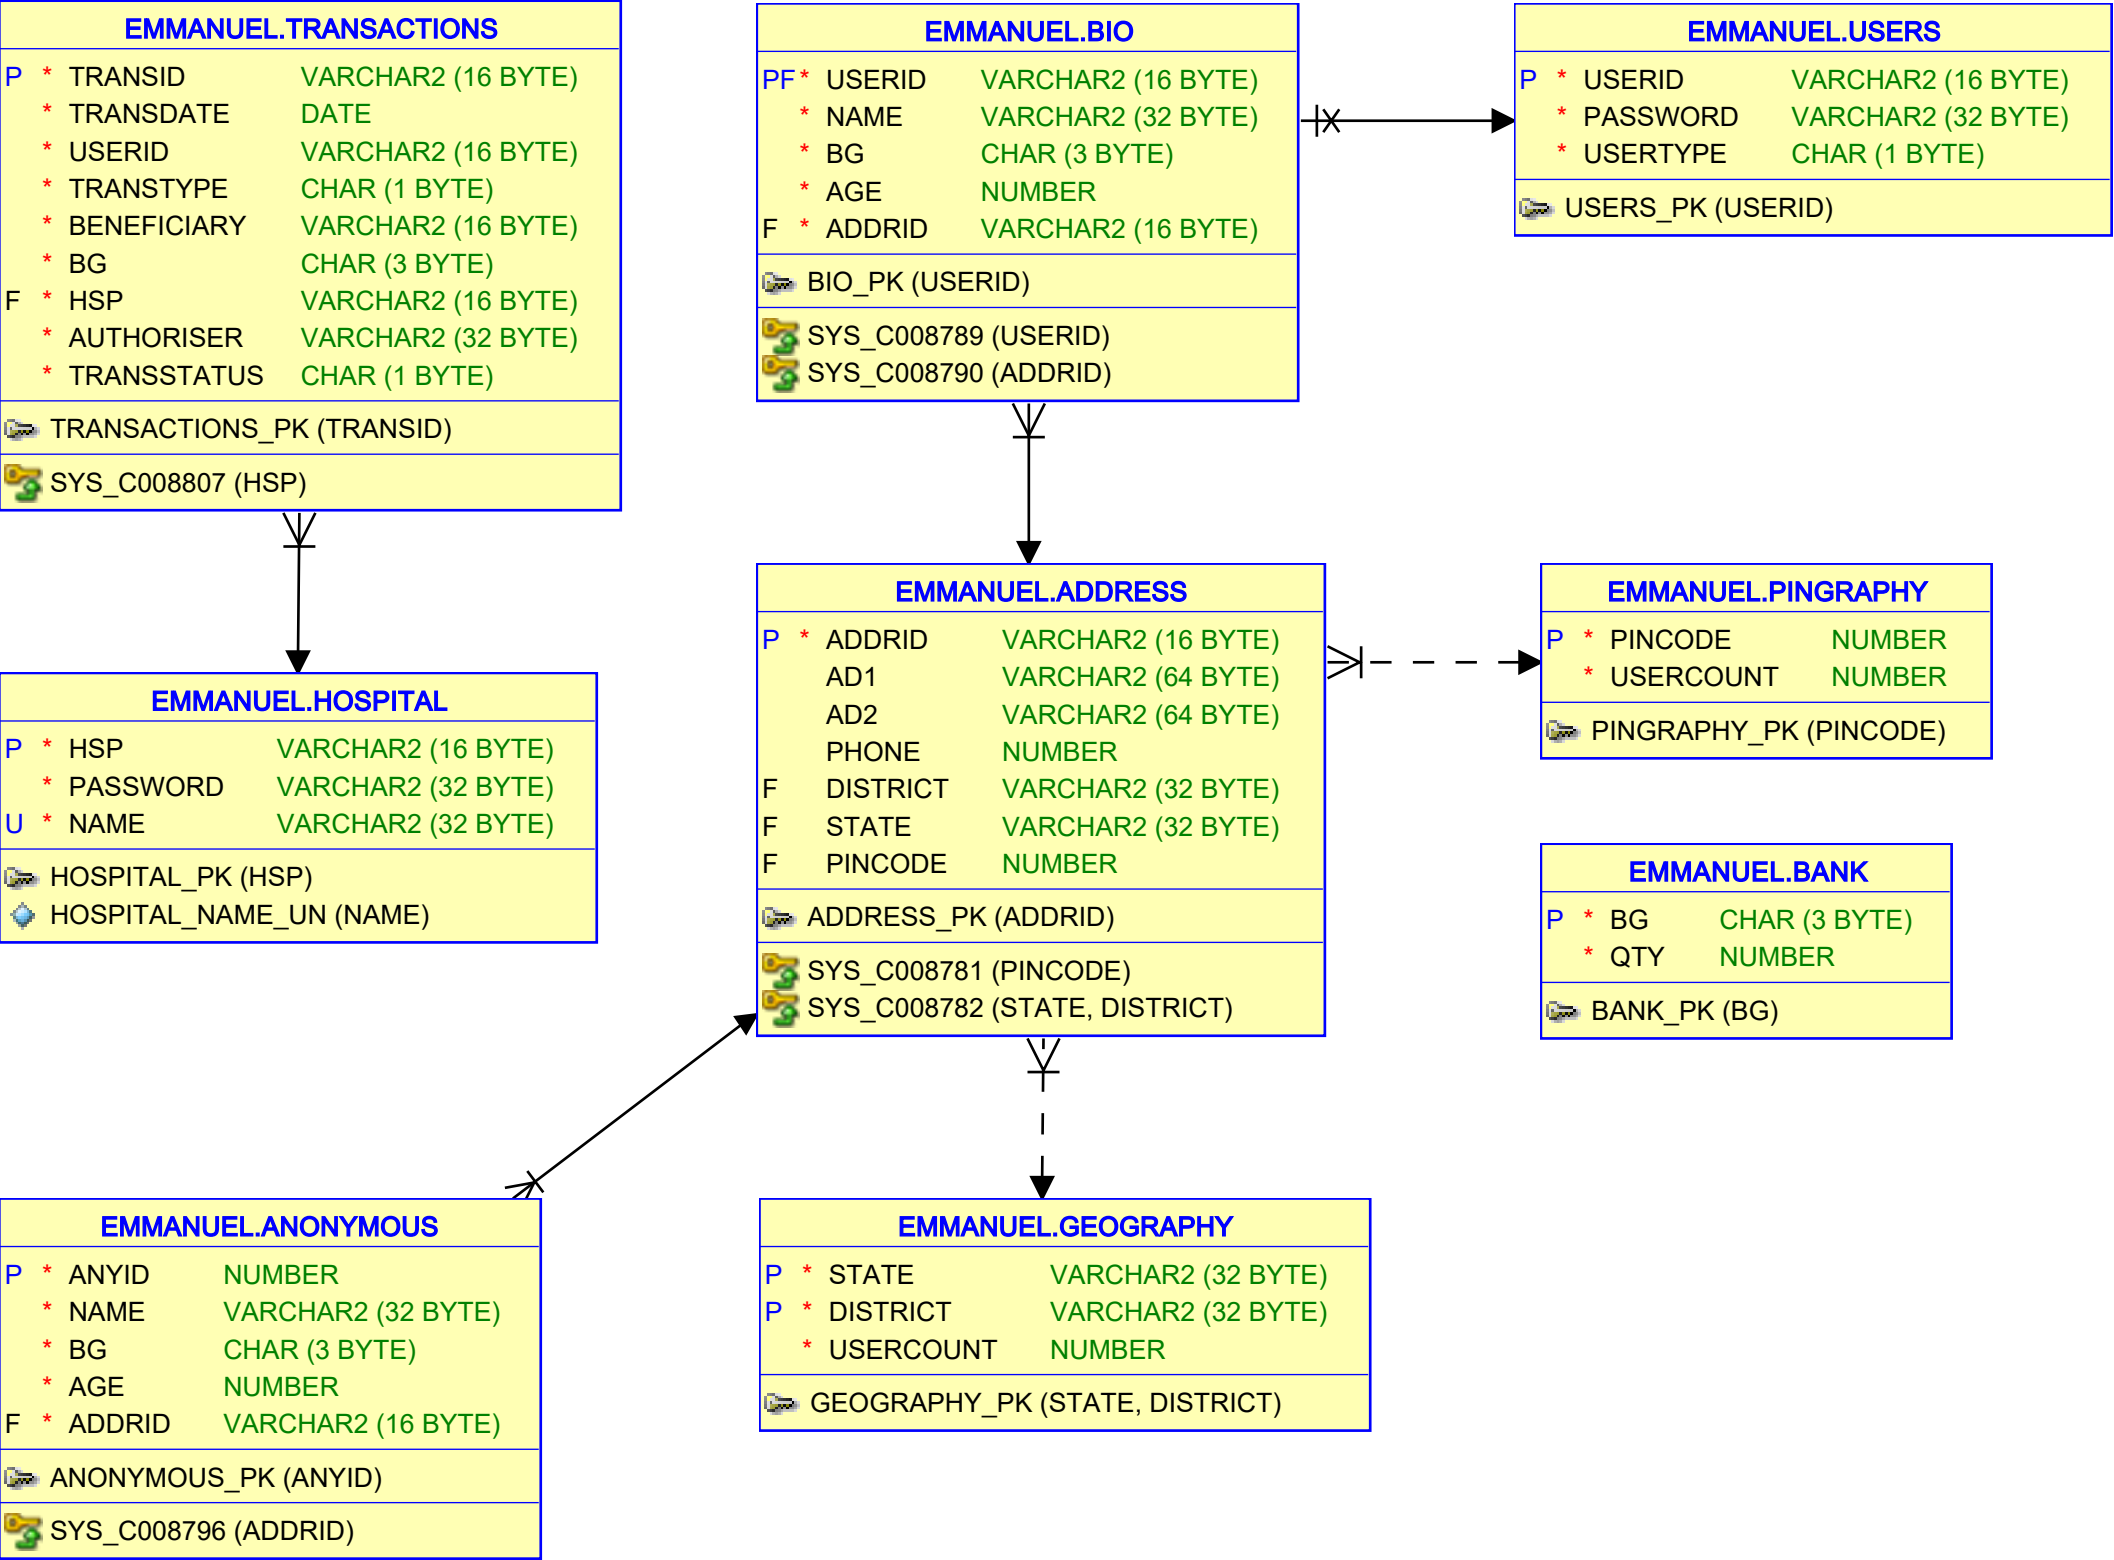 EMMANUEL.TRANSACTIONS
P * TRANSID VARCHAR2 (16 BYTE)
* TRANSDATE DATE
* USERID VARCHAR2 (16 BYTE)
* TRANSTYPE CHAR (1 BYTE)
* BENEFICIARY VARCHAR2 (16 BYTE)
* BG CHAR (3 BYTE)
F * HSP VARCHAR2 (16 BYTE)
* AUTHORISER VARCHAR2 (32 BYTE)
* TRANSSTATUS CHAR (1 BYTE)
TRANSACTIONS_PK (TRANSID)
SYS_C008807 (HSP)
EMMANUEL.BIO
PF * USERID VARCHAR2 (16 BYTE)
* NAME VARCHAR2 (32 BYTE)
* BG CHAR (3 BYTE)
* AGE NUMBER
F * ADDRID VARCHAR2 (16 BYTE)
BIO_PK (USERID)
SYS_C008789 (USERID)
SYS_C008790 (ADDRID)
EMMANUEL.USERS
P * USERID VARCHAR2 (16 BYTE)
* PASSWORD VARCHAR2 (32 BYTE)
* USERTYPE CHAR (1 BYTE)
USERS_PK (USERID)
EMMANUEL.HOSPITAL
P * HSP VARCHAR2 (16 BYTE)
* PASSWORD VARCHAR2 (32 BYTE)
U * NAME VARCHAR2 (32 BYTE)
HOSPITAL_PK (HSP)
HOSPITAL_NAME_UN (NAME)
EMMANUEL.ADDRESS
P * ADDRID VARCHAR2 (16 BYTE)
AD1 VARCHAR2 (64 BYTE)
AD2 VARCHAR2 (64 BYTE)
PHONE NUMBER
F DISTRICT VARCHAR2 (32 BYTE)
F STATE VARCHAR2 (32 BYTE)
F PINCODE NUMBER
ADDRESS_PK (ADDRID)
SYS_C008781 (PINCODE)
SYS_C008782 (STATE, DISTRICT)
EMMANUEL.PINGRAPHY
P * PINCODE NUMBER
* USERCOUNT NUMBER
PINGRAPHY_PK (PINCODE)
EMMANUEL.BANK
P * BG CHAR (3 BYTE)
* QTY NUMBER
BANK_PK (BG)
EMMANUEL.ANONYMOUS
P * ANYID NUMBER
* NAME VARCHAR2 (32 BYTE)
* BG CHAR (3 BYTE)
* AGE NUMBER
F * ADDRID VARCHAR2 (16 BYTE)
ANONYMOUS_PK (ANYID)
SYS_C008796 (ADDRID)
EMMANUEL.GEOGRAPHY
P * STATE VARCHAR2 (32 BYTE)
P * DISTRICT VARCHAR2 (32 BYTE)
* USERCOUNT NUMBER
GEOGRAPHY_PK (STATE, DISTRICT)